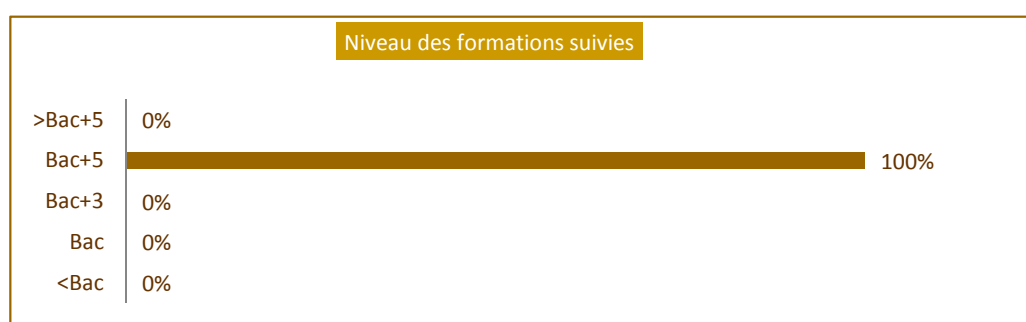 Niveau des formations suivies
>Bac+5 0%
Bac+5 100%
Bac+3 0%
Bac 0%
<Bac 0%